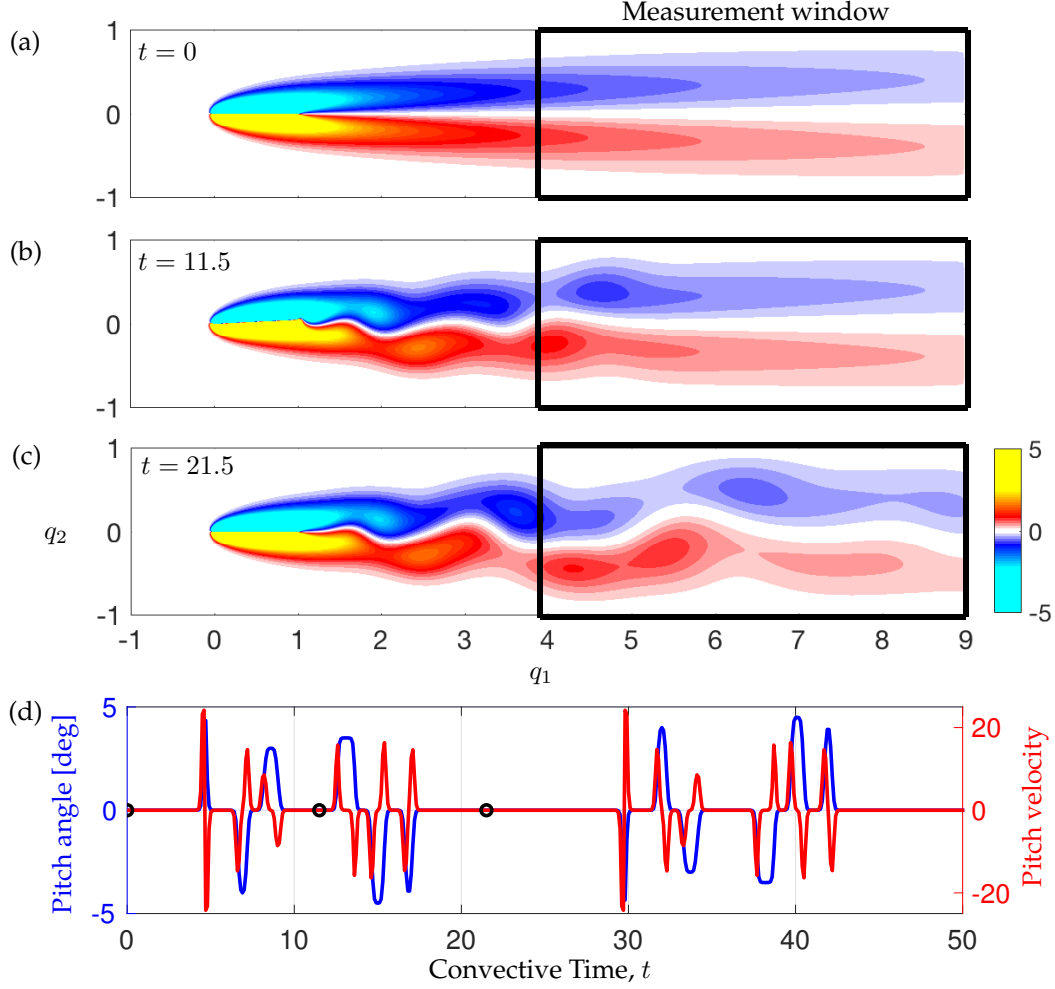 Measurement window
(a)
1
t = 0
0
-1
(b)
1
t = 11.5
0
-1
(c)
1
t = 21.5
5
q2
0
0
-1
-5
-1 0 1 2 3 4 5 6 7 8 9
q1
(d)
5
20
Pitch angle [deg]
0
0
Pitch velocity
-20
-5
0 10 20 30 40 50
Convective Time, t